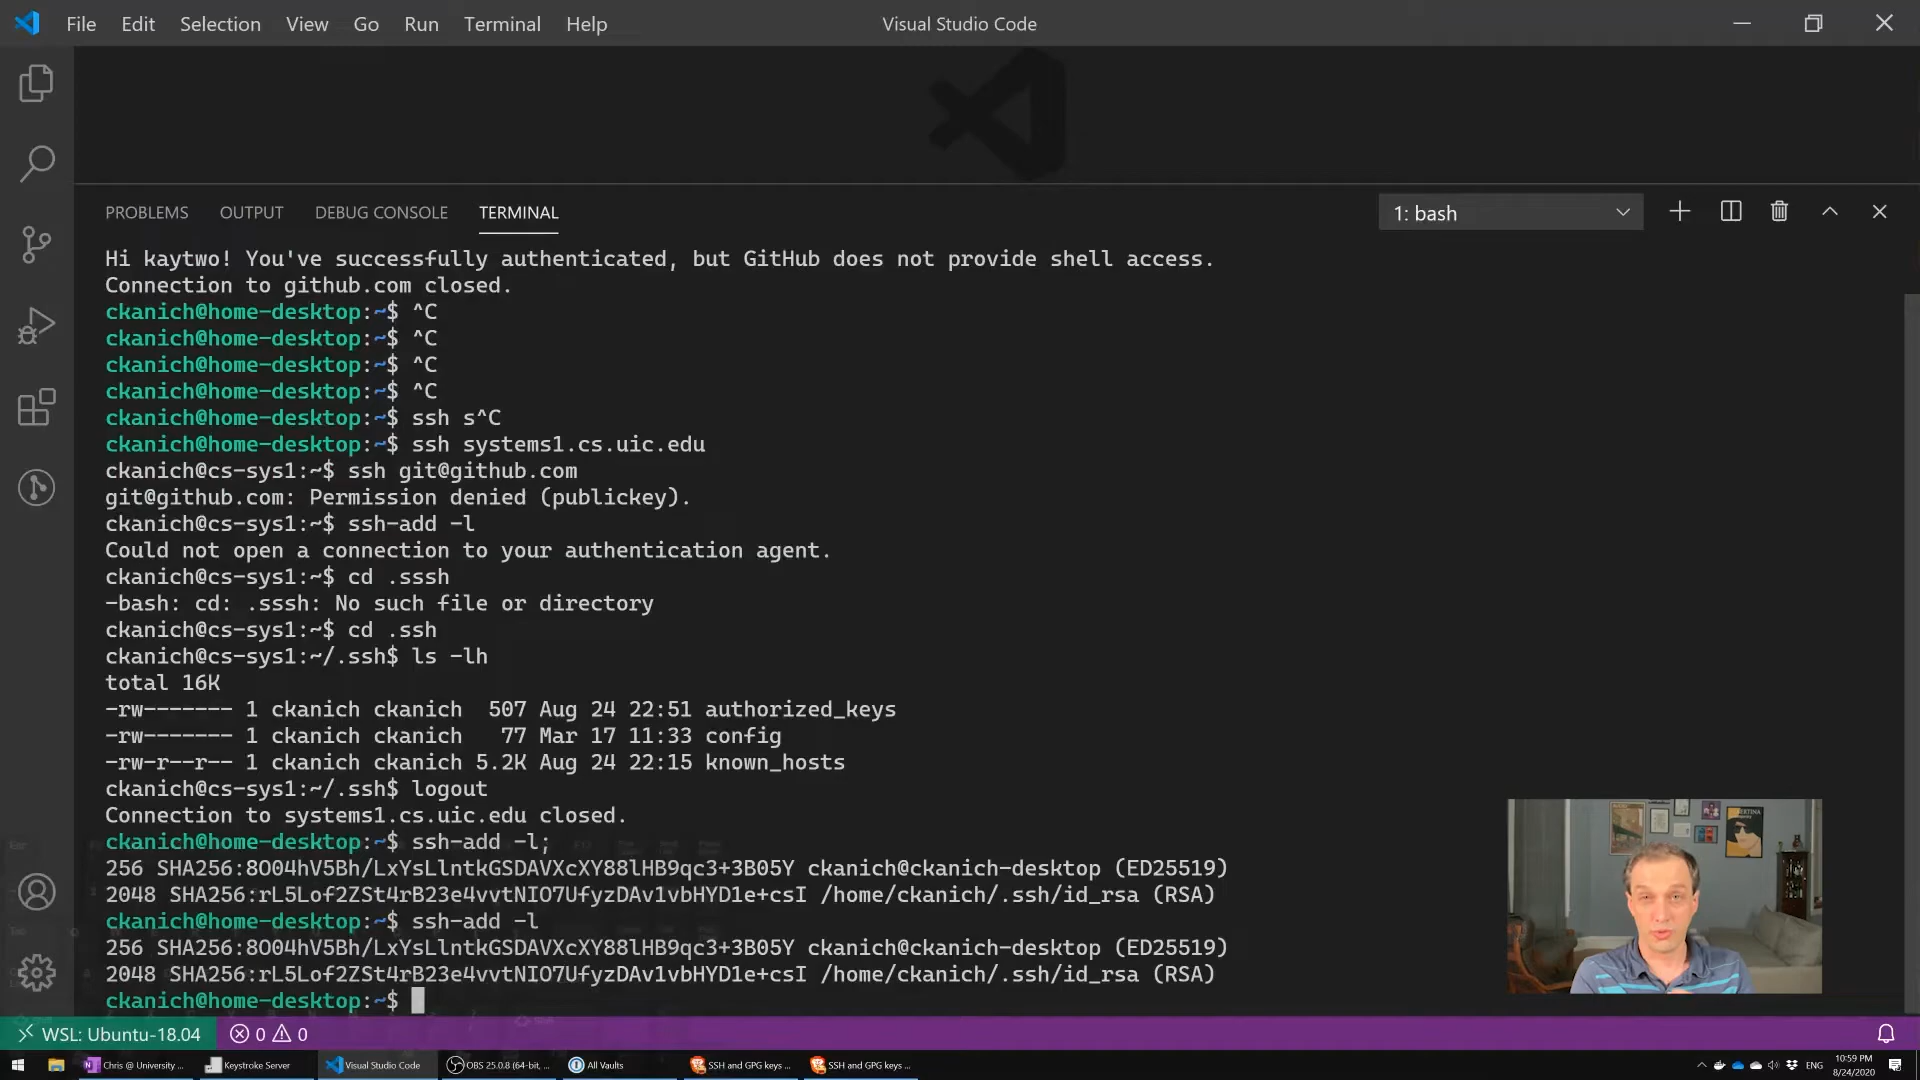 File Edit Selection View Go Run Terminal Help
Visual Studio Code
PROBLEMS OUTPUT DEBUG CONSOLE TERMINAL
1: bash
Hi kaytwo! You've successfully authenticated, but GitHub does not provide shell access.
Connection to github.com closed.
ckanich@home-desktop:~$ ^C
ckanich@home-desktop:~$ ^C
ckanich@home-desktop:~$ ^C
ckanich@home-desktop:~$ ^C
ckanich@home-desktop:~$ ssh s^C
ckanich@home-desktop:~$ ssh systems1.cs.uic.edu
ckanich@cs-sys1:~$ ssh git@github.com
git@github.com: Permission denied (publickey).
ckanich@cs-sys1:~$ ssh-add -l
Could not open a connection to your authentication agent.
ckanich@cs-sys1:~$ cd .sssh
-bash: cd: .sssh: No such file or directory
ckanich@cs-sys1:~$ cd .ssh
ckanich@cs-sys1:~/.ssh$ ls -lh
total 16K
-rw------- 1 ckanich ckanich  507 Aug 24 22:51 authorized_keys
-rw------- 1 ckanich ckanich   77 Mar 17 11:33 config
-rw-r--r-- 1 ckanich ckanich 5.2K Aug 24 22:15 known_hosts
ckanich@cs-sys1:~/.ssh$ logout
Connection to systems1.cs.uic.edu closed.
ckanich@home-desktop:~$ ssh-add -l;
256 SHA256:8O04hV5Bh/LxYsLlntkGSDAVXcXY88lHB9qc3+3B05Y ckanich@ckanich-desktop (ED25519)
2048 SHA256:rL5Lof2ZSt4rB23e4vvtNIO7UfyzDAv1vbHYD1e+csI /home/ckanich/.ssh/id_rsa (RSA)
ckanich@home-desktop:~$ ssh-add -l
256 SHA256:8O04hV5Bh/LxYsLlntkGSDAVXcXY88lHB9qc3+3B05Y ckanich@ckanich-desktop (ED25519)
2048 SHA256:rL5Lof2ZSt4rB23e4vvtNIO7UfyzDAv1vbHYD1e+csI /home/ckanich/.ssh/id_rsa (RSA)
ckanich@home-desktop:~$
WSL: Ubuntu-18.04 0 0
Chris @ University ... Keystroke Server Visual Studio Code OBS 25.0.8 (64-bit, ... All Vaults SSH and GPG keys ... SSH and GPG keys ... ENG 10:59 PM
8/24/2020